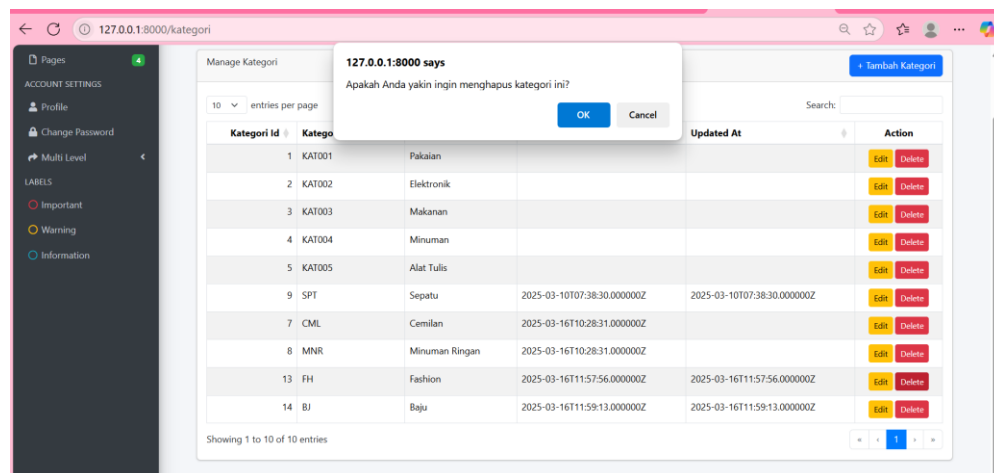 127.0.0.1:8000/kategori
Pages 4
ACCOUNT SETTINGS
Profile
Change Password
Multi Level
LABELS
Important
Warning
Information
127.0.0.1:8000 says
Apakah Anda yakin ingin menghapus kategori ini?
OK Cancel
Manage Kategori + Tambah Kategori
10 entries per page Search:
Kategori Id Updated At Action
1 KAT001 Pakaian Edit Delete
2 KAT002 Elektronik Edit Delete
3 KAT003 Makanan Edit Delete
4 KAT004 Minuman Edit Delete
5 KAT005 Alat Tulis Edit Delete
9 SPT Sepatu 2025-03-10T07:38:30.000000Z 2025-03-10T07:38:30.000000Z Edit Delete
7 CML Cemilan 2025-03-16T10:28:31.000000Z Edit Delete
8 MNR Minuman Ringan 2025-03-16T10:28:31.000000Z Edit Delete
13 FH Fashion 2025-03-16T11:57:56.000000Z 2025-03-16T11:57:56.000000Z Edit Delete
14 BJ Baju 2025-03-16T11:59:13.000000Z 2025-03-16T11:59:13.000000Z Edit Delete
Showing 1 to 10 of 10 entries « ‹ 1 › »